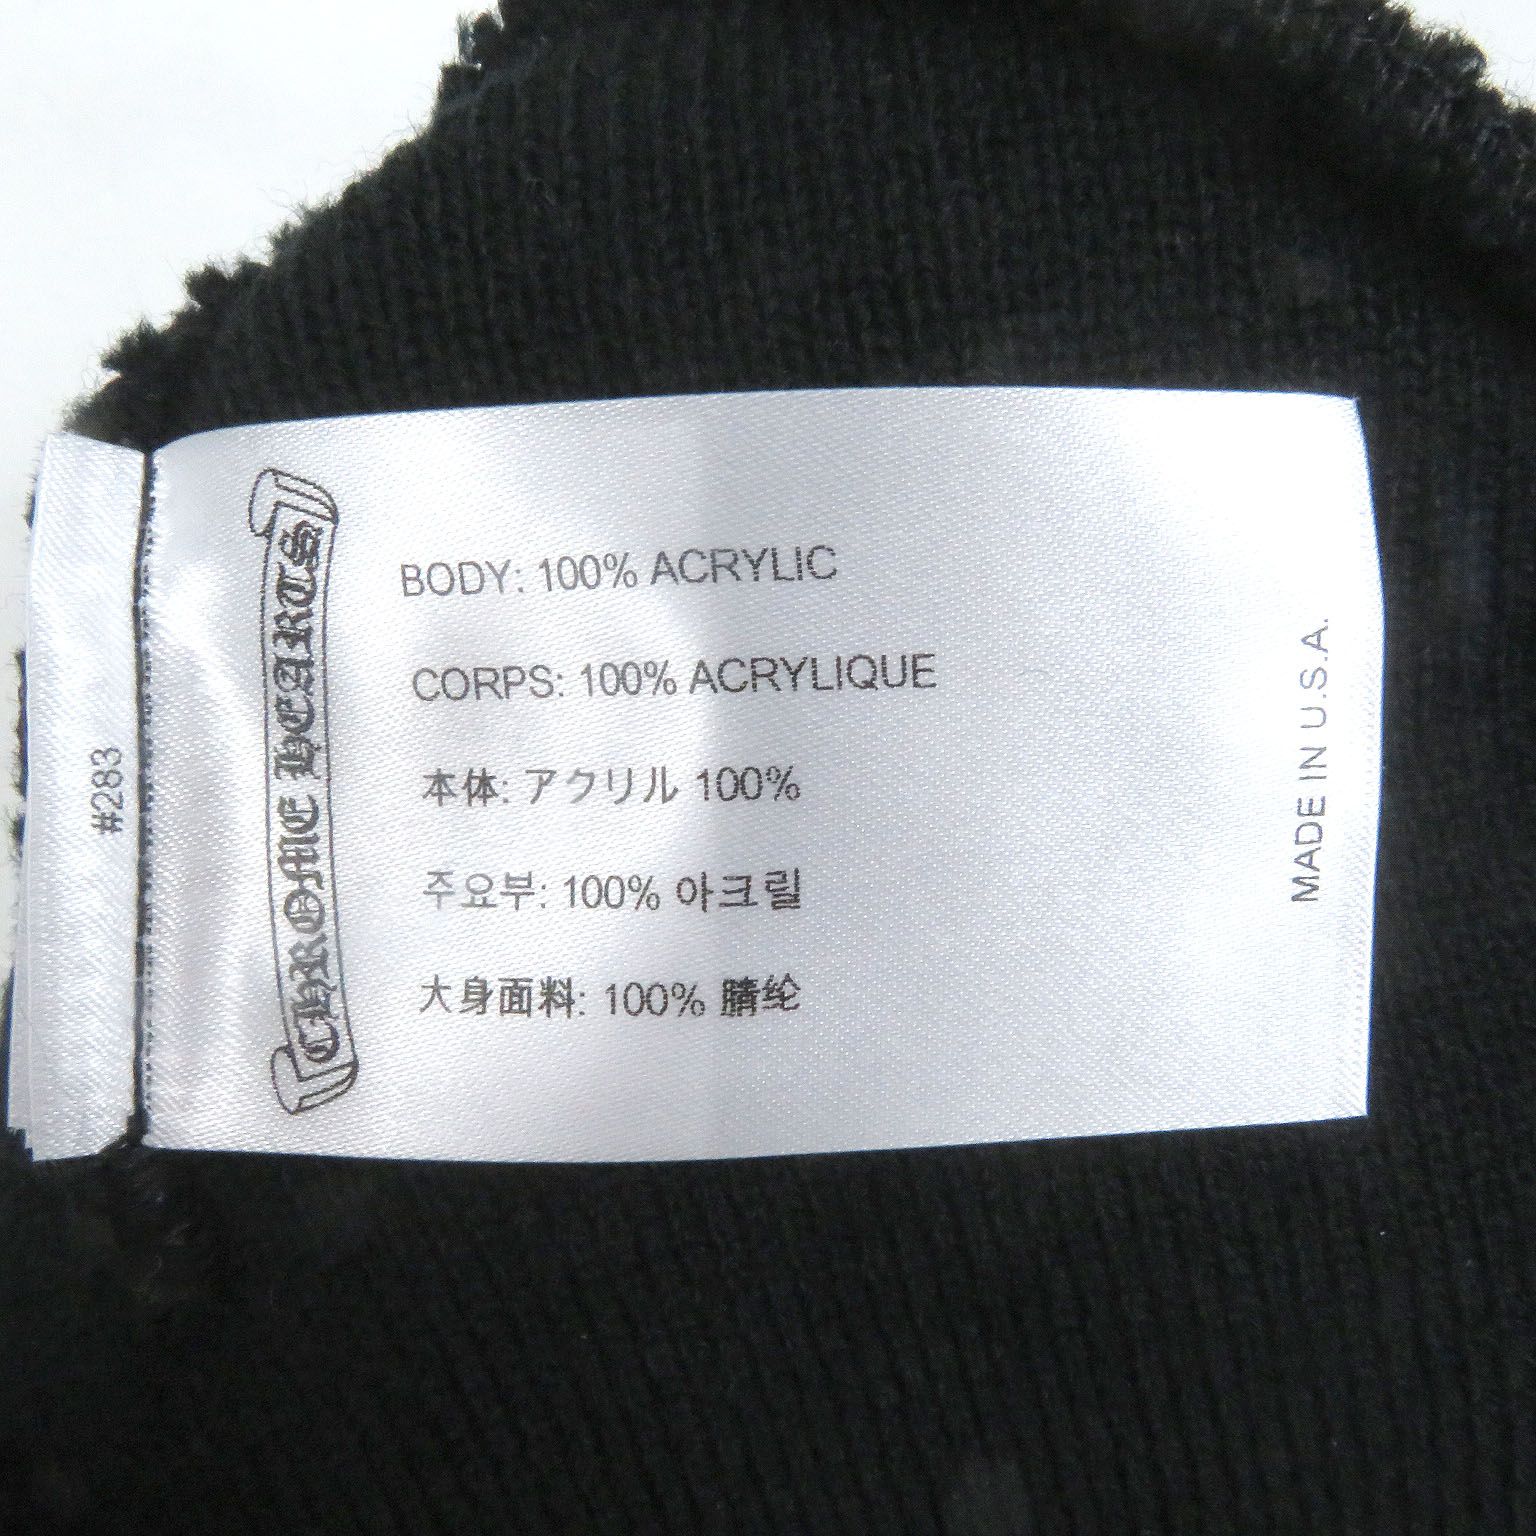 #283
CHROME HEARTS
BODY: 100% ACRYLIC
CORPS: 100% ACRYLIQUE
本体: アクリル 100%
주요부: 100% 아크릴
大身面料: 100% 腈纶
MADE IN U.S.A.